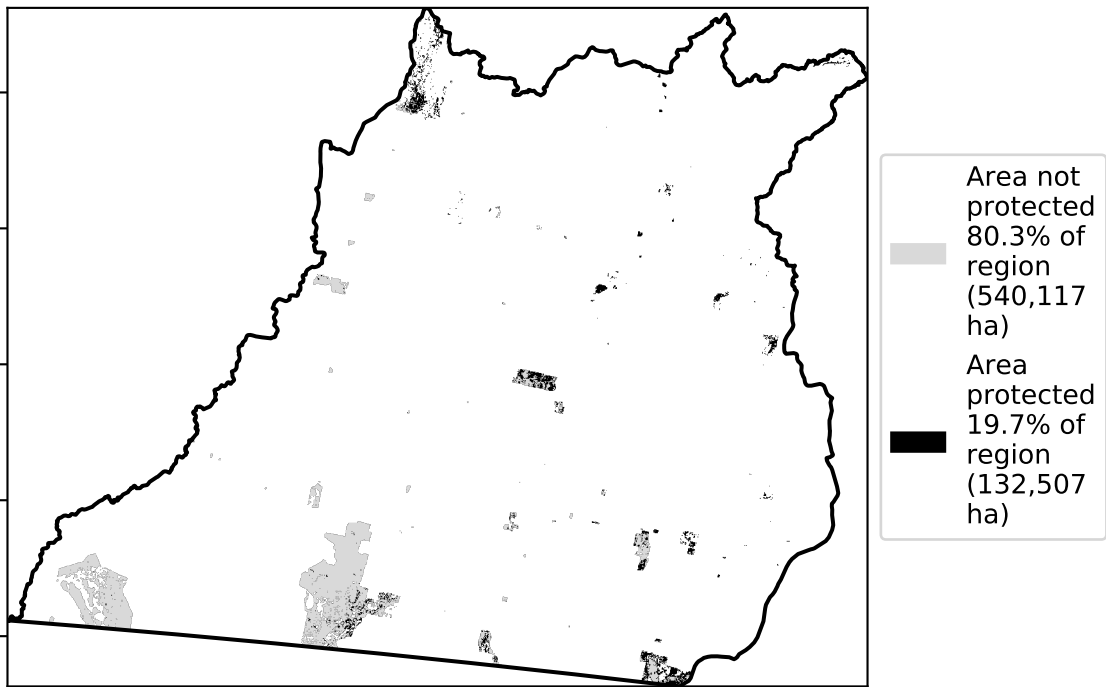 Area not
protected
80.3% of
region
(540,117
ha)
Area
protected
19.7% of
region
(132,507
ha)